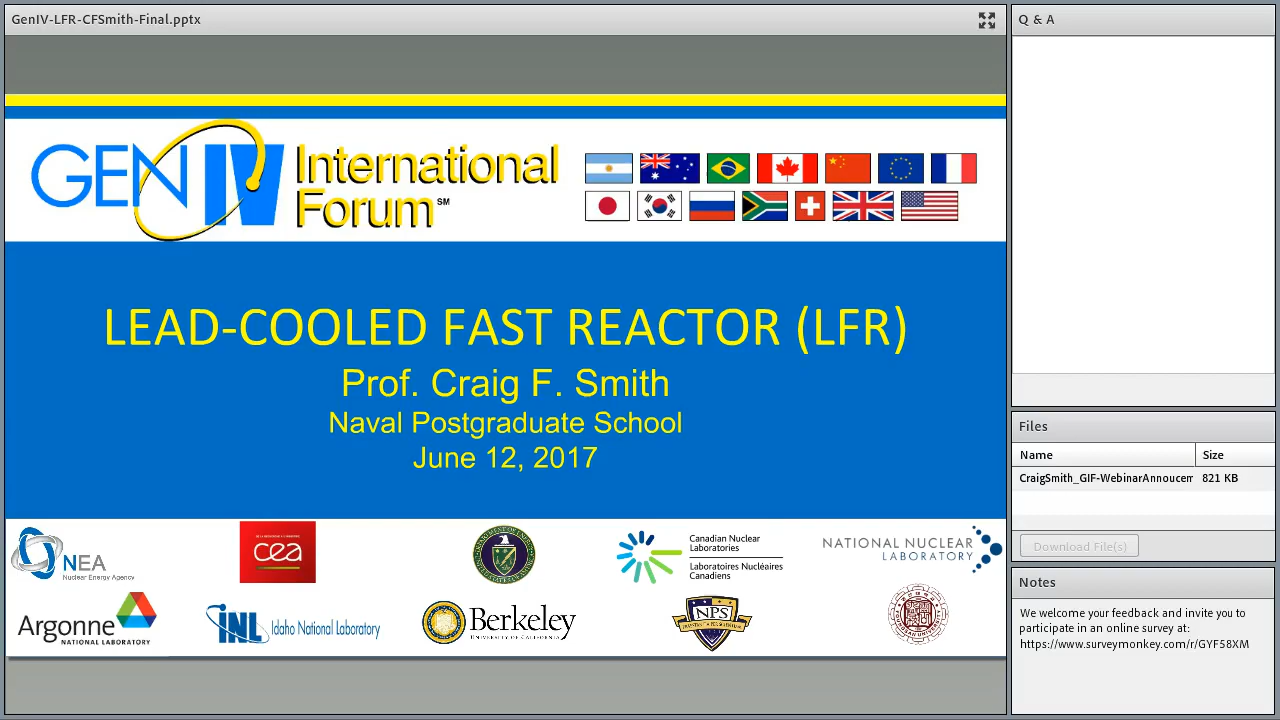 GenIV-LFR-CFSmith-Final.pptx
GEN IV International
Forum SM
LEAD-COOLED FAST REACTOR (LFR)
Prof. Craig F. Smith
Naval Postgraduate School
June 12, 2017
NEA
Nuclear Energy Agency
cea
Canadian Nuclear
Laboratories
Laboratoires Nucléaires
Canadiens
NATIONAL NUCLEAR
LABORATORY
Argonne
NATIONAL LABORATORY
INL Idaho National Laboratory
Berkeley
UNIVERSITY OF CALIFORNIA
NPS
Q & A
Files
Name Size
CraigSmith_GIF-WebinarAnnoucem 821 KB
Download File(s)
Notes
We welcome your feedback and invite you to
participate in an online survey at:
https://www.surveymonkey.com/r/GYF58XM